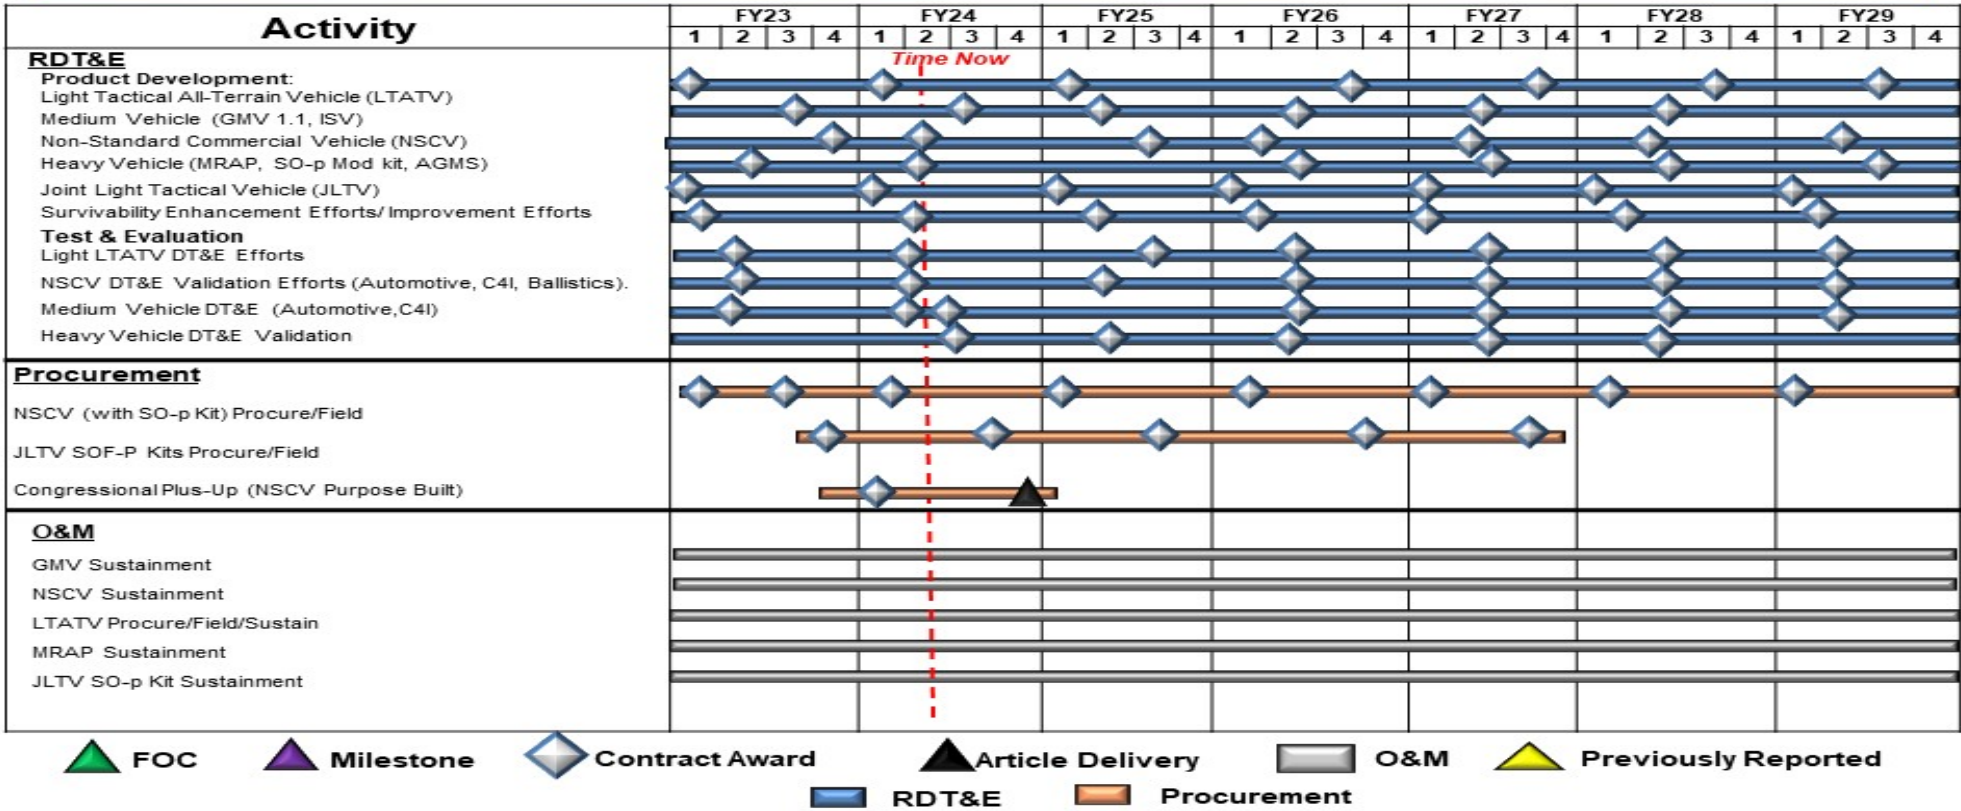 Activity
FY23 FY24 FY25 FY26 FY27 FY28 FY29
1 2 3 4 1 2 3 4 1 2 3 4 1 2 3 4 1 2 3 4 1 2 3 4 1 2 3 4
RDT&E
Time Now
Product Development:
Light Tactical All-Terrain Vehicle (LTATV)
Medium Vehicle (GMV 1.1, ISV)
Non-Standard Commercial Vehicle (NSCV)
Heavy Vehicle (MRAP, SO-p Mod kit, AGMS)
Joint Light Tactical Vehicle (JLTV)
Survivability Enhancement Efforts/ Improvement Efforts
Test & Evaluation
Light LTATV DT&E Efforts
NSCV DT&E Validation Efforts (Automotive, C4I, Ballistics).
Medium Vehicle DT&E (Automotive,C4I)
Heavy Vehicle DT&E Validation
Procurement
NSCV (with SO-p Kit) Procure/Field
JLTV SOF-P Kits Procure/Field
Congressional Plus-Up (NSCV Purpose Built)
O&M
GMV Sustainment
NSCV Sustainment
LTATV Procure/Field/Sustain
MRAP Sustainment
JLTV SO-p Kit Sustainment
FOC Milestone Contract Award Article Delivery O&M Previously Reported
RDT&E Procurement